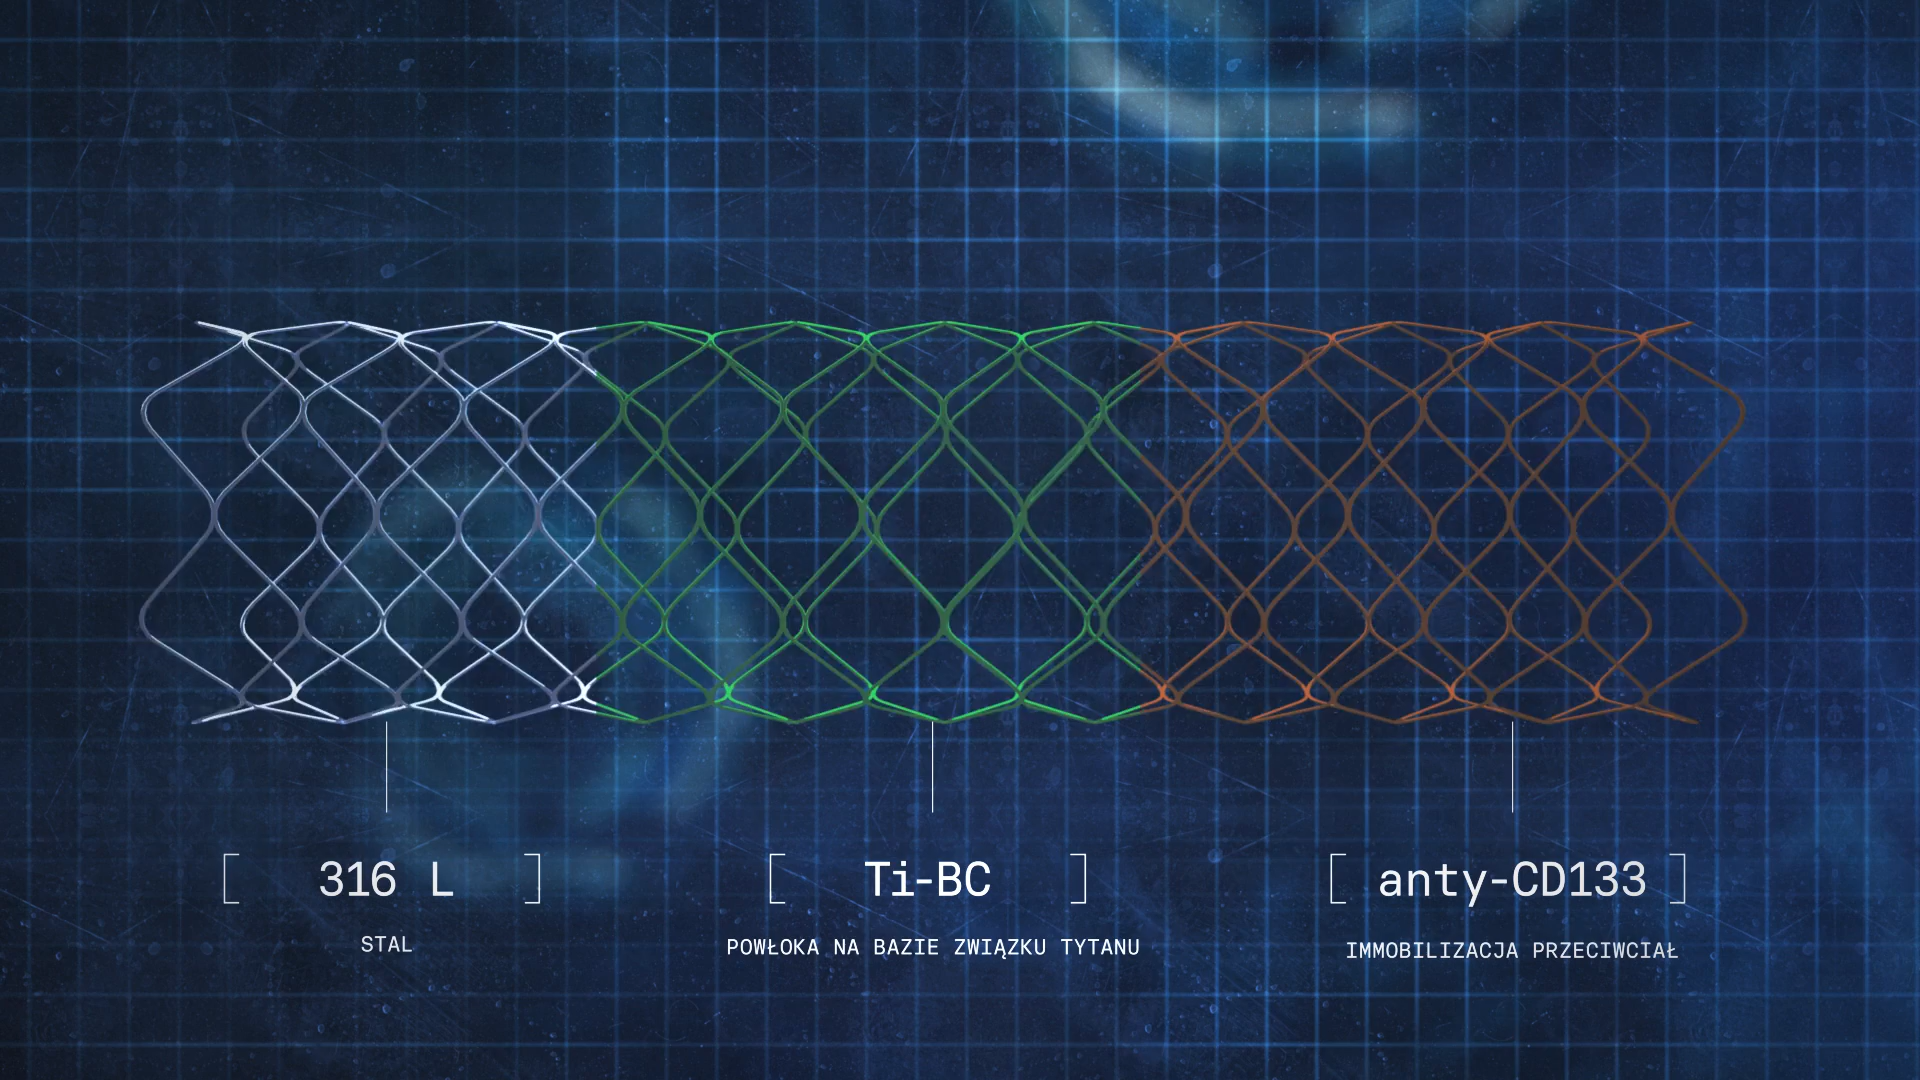 [ 316 L ]
STAL
[ Ti-BC ]
POWŁOKA NA BAZIE ZWIĄZKU TYTANU
[ anty-CD133 ]
IMMOBILIZACJA PRZECIWCIAŁ